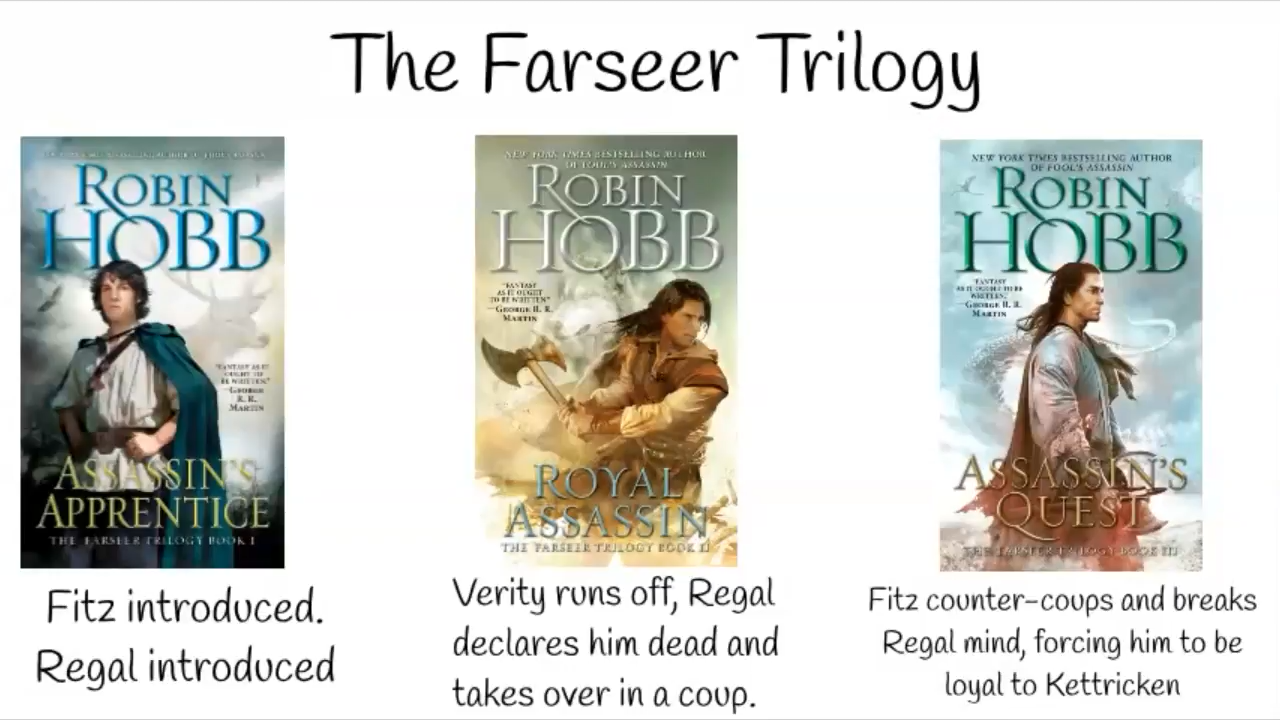 The Farseer Trilogy
ROBIN
HOBB
"FANTASY AS IT
OUGHT TO
BE WRITTEN."
—GEORGE
R. R.
MARTIN
ASSASSIN'S
APPRENTICE
THE FARSEER TRILOGY BOOK I
Fitz introduced.
Regal introduced
NEW YORK TIMES BESTSELLING AUTHOR
OF FOOL'S ASSASSIN
ROBIN
HOBB
"FANTASY
AS IT OUGHT
TO BE WRITTEN"
—GEORGE R. R.
MARTIN
ROYAL
ASSASSIN
THE FARSEER TRILOGY BOOK II
Verity runs off, Regal
declares him dead and
takes over in a coup.
NEW YORK TIMES BESTSELLING AUTHOR
OF FOOL'S ASSASSIN
ROBIN
HOBB
"FANTASY
AS IT OUGHT TO BE
WRITTEN."
—GEORGE R. R.
MARTIN
ASSASSIN'S
QUEST
THE FARSEER TRILOGY BOOK III
Fitz counter-coups and breaks
Regal mind, forcing him to be
loyal to Kettricken